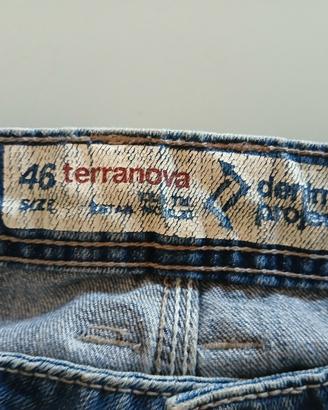 46 terranova denim
SIZE project